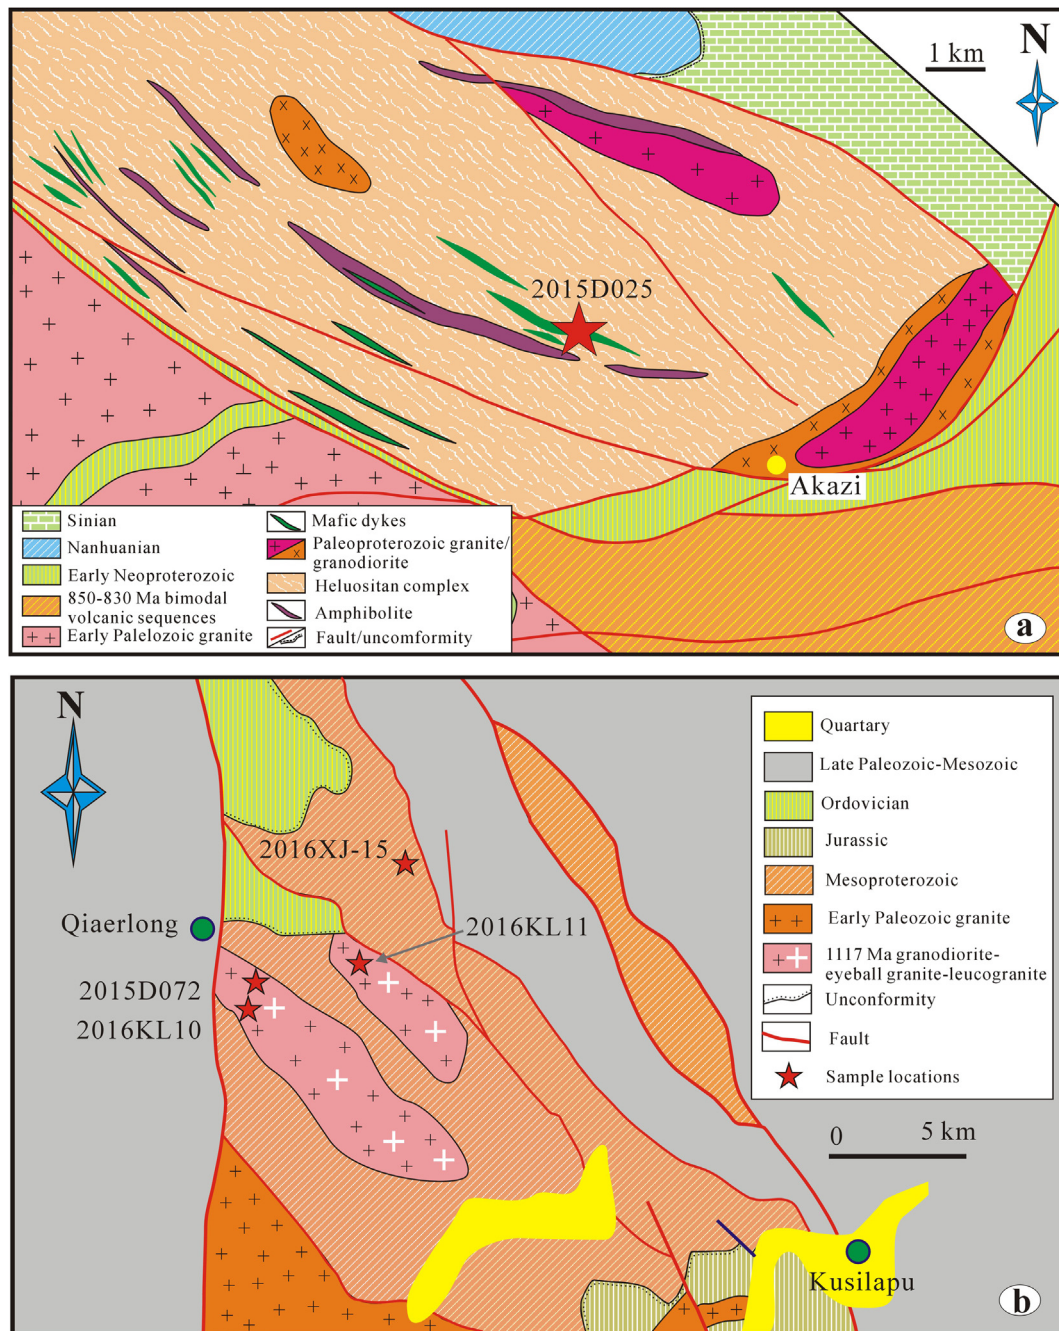 N
1 km
2015D025
Akazi
Sinian
Nanhuanian
Early Neoproterozoic
850-830 Ma bimodal
volcanic sequences
Early Palelozoic granite
Mafic dykes
Paleoproterozoic granite/
granodiorite
Heluositan complex
Amphibolite
Fault/uncomformity
a
N
2016XJ-15
Qiaerlong
2016KL11
2015D072
2016KL10
Quartary
Late Paleozoic-Mesozoic
Ordovician
Jurassic
Mesoproterozoic
Early Paleozoic granite
1117 Ma granodiorite-
eyeball granite-leucogranite
Unconformity
Fault
Sample locations
0 5 km
Kusilapu
b